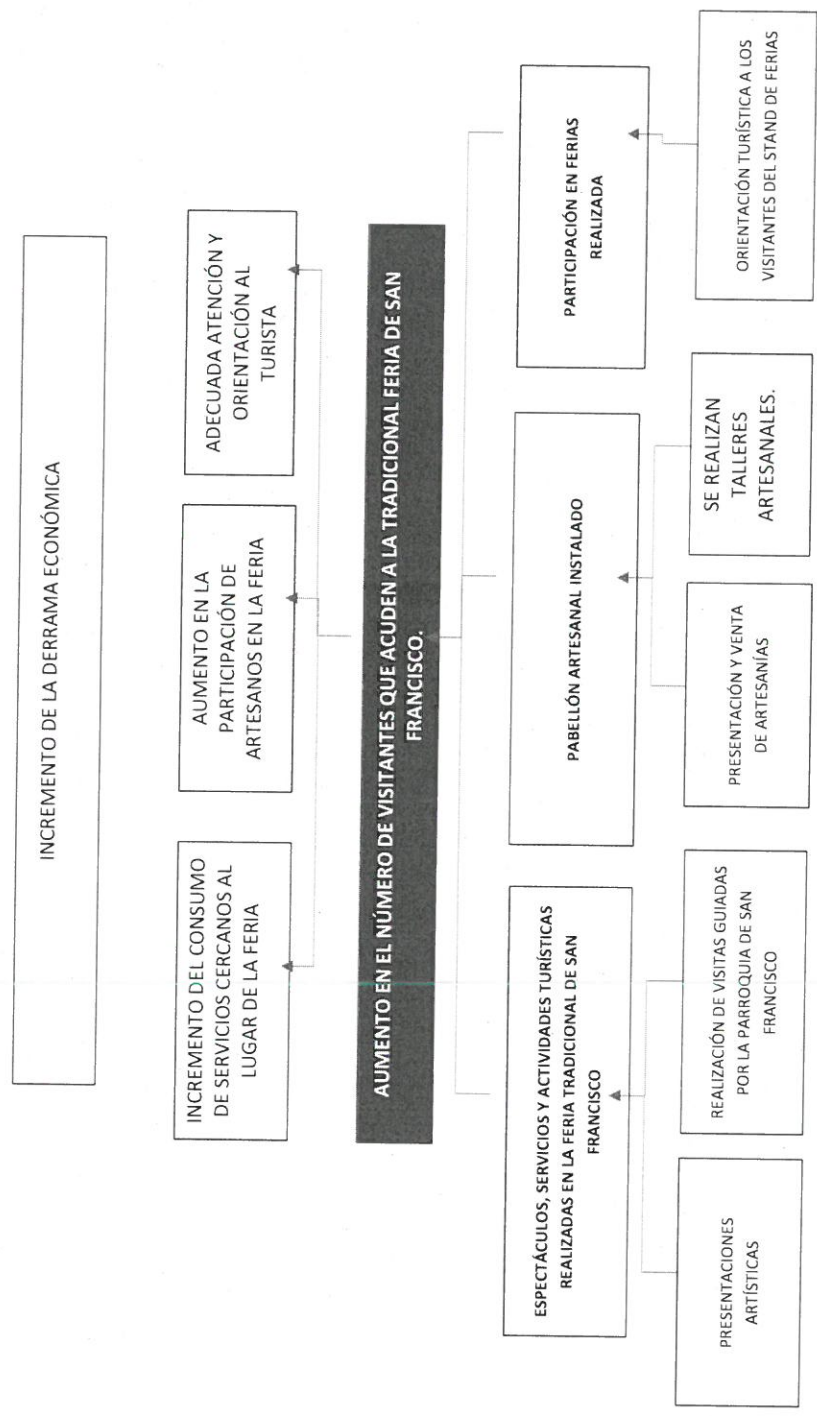 INCREMENTO DE LA DERRAMA ECONÓMICA
INCREMENTO DEL CONSUMO
DE SERVICIOS CERCANOS AL
LUGAR DE LA FERIA
AUMENTO EN LA
PARTICIPACIÓN DE
ARTESANOS EN LA FERIA
ADECUADA ATENCIÓN Y
ORIENTACIÓN AL
TURISTA
AUMENTO EN EL NÚMERO DE VISITANTES QUE ACUDEN A LA TRADICIONAL FERIA DE SAN
FRANCISCO.
ESPECTÁCULOS, SERVICIOS Y ACTIVIDADES TURÍSTICAS
REALIZADAS EN LA FERIA TRADICIONAL DE SAN
FRANCISCO
PABELLÓN ARTESANAL INSTALADO
PARTICIPACIÓN EN FERIAS
REALIZADA
PRESENTACIONES
ARTÍSTICAS
REALIZACIÓN DE VISITAS GUIADAS
POR LA PARROQUIA DE SAN
FRANCISCO
PRESENTACIÓN Y VENTA
DE ARTESANÍAS
SE REALIZAN
TALLERES
ARTESANALES.
ORIENTACIÓN TURÍSTICA A LOS
VISITANTES DEL STAND DE FERIAS